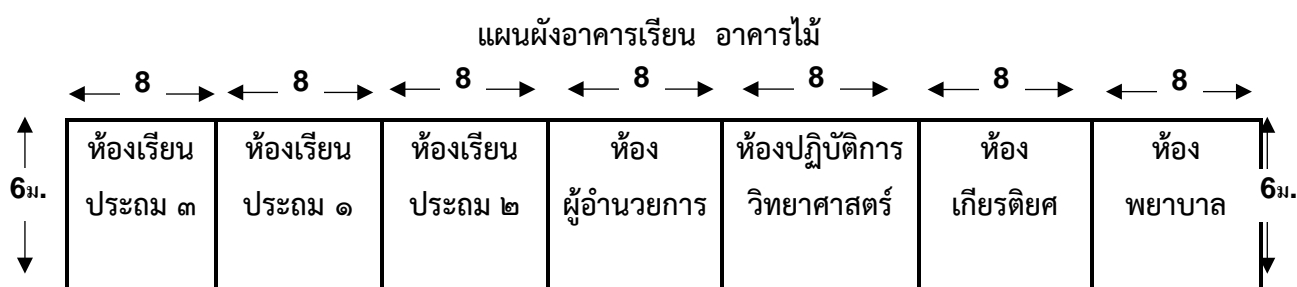 แผนผังอาคารเรียน อาคารไม้
8 8 8 8 8 8 8
ห้องเรียน ห้องเรียน ห้องเรียน ห้อง ห้องปฏิบัติการ ห้อง ห้อง
6ม. ประถม ๓ ประถม ๑ ประถม ๒ ผู้อำนวยการ วิทยาศาสตร์ เกียรติยศ พยาบาล 6ม.